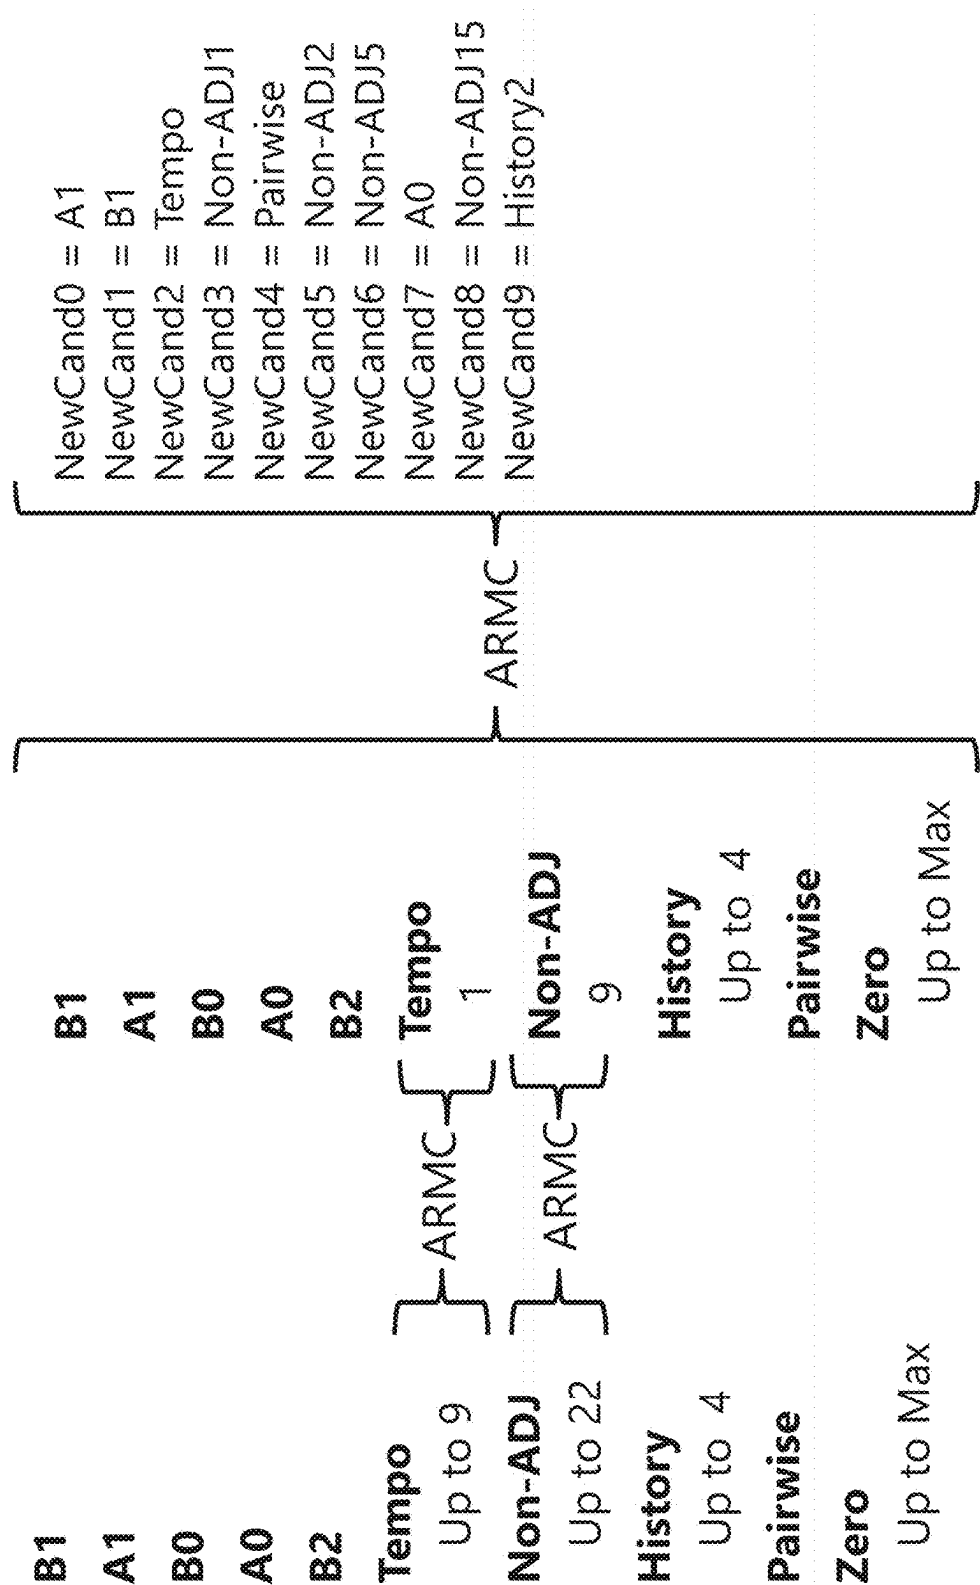 B1
A1
B0
A0
B2
Tempo
Up to 9
Non-ADJ
Up to 22
History
Up to 4
Pairwise
Zero
Up to Max
ARMC
ARMC
B1
A1
B0
A0
B2
Tempo
1
Non-ADJ
9
History
Up to 4
Pairwise
Zero
Up to Max
ARMC
NewCand0 = A1
NewCand1 = B1
NewCand2 = Tempo
NewCand3 = Non-ADJ1
NewCand4 = Pairwise
NewCand5 = Non-ADJ2
NewCand6 = Non-ADJ5
NewCand7 = A0
NewCand8 = Non-ADJ15
NewCand9 = History2